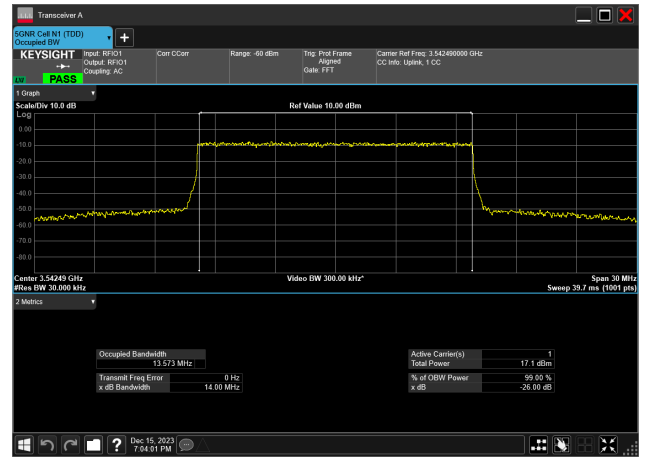 Transceiver A
5GNR Cell N1 (TDD)
Occupied BW
KEYSIGHT Input: RFIO1 Corr CCorr Range: -60 dBm Trig: Prot Frame Carrier Ref Freq: 3.542490000 GHz
Output: RFIO1 Aligned CC Info: Uplink, 1 CC
Coupling: AC Gate: FFT
LXI PASS
1 Graph
Scale/Div 10.0 dB Ref Value 10.00 dBm
Log
0.00
-10.0
-20.0
-30.0
-40.0
-50.0
-60.0
-70.0
-80.0
Center 3.54249 GHz Video BW 300.00 kHz* Span 30 MHz
#Res BW 30.000 kHz Sweep 39.7 ms (1001 pts)
2 Metrics
Occupied Bandwidth Active Carrier(s) 1
13.573 MHz Total Power 17.1 dBm
Transmit Freq Error 0 Hz % of OBW Power 99.00 %
x dB Bandwidth 14.00 MHz x dB -26.00 dB
? Dec 15, 2023
7:04:01 PM